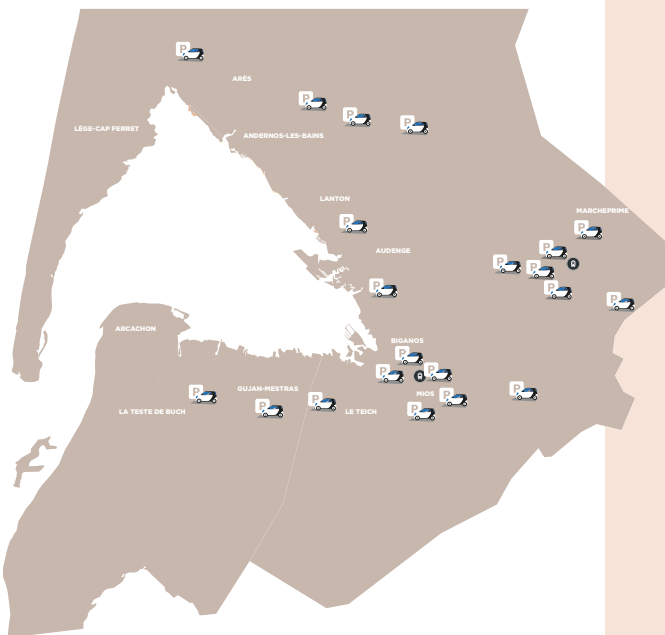 P
ARÈS
P
P
P
LÈGE-CAP FERRET
ANDERNOS-LES-BAINS
LANTON
MARCHEPRIME
P
P
AUDENGE
P
P
P
P
P
P
ARCACHON
BIGANOS
P
P
P
GUJAN-MESTRAS
P
P
MIOS
P
P
P
LA TESTE DE BUCH
LE TEICH
P